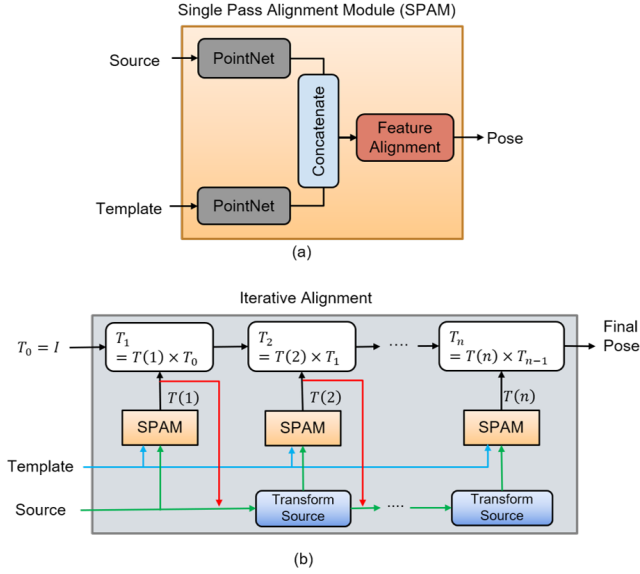 Single Pass Alignment Module (SPAM)
Source
PointNet
Concatenate
Feature
Alignment
Pose
Template
PointNet
(a)
Iterative Alignment
T₀ = I
T₁
= T(1) × T₀
T₂
= T(2) × T₁
....
Tₙ
= T(n) × Tₙ₋₁
Final
Pose
T(1)
T(2)
T(n)
SPAM
SPAM
SPAM
Template
Source
Transform
Source
....
Transform
Source
(b)